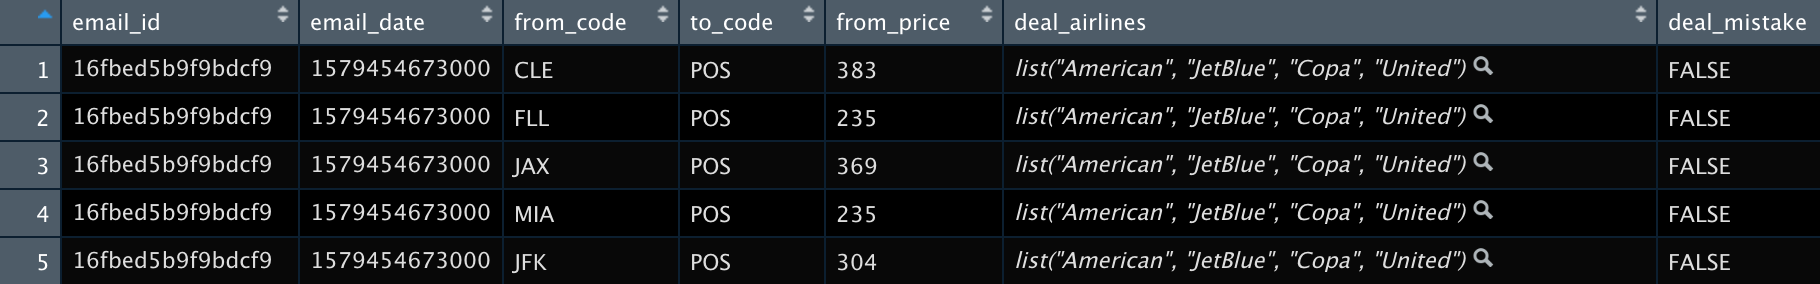 email_id email_date from_code to_code from_price deal_airlines deal_mistake
1 16fbed5b9f9bdcf9 1579454673000 CLE POS 383 list("American", "JetBlue", "Copa", "United") FALSE
2 16fbed5b9f9bdcf9 1579454673000 FLL POS 235 list("American", "JetBlue", "Copa", "United") FALSE
3 16fbed5b9f9bdcf9 1579454673000 JAX POS 369 list("American", "JetBlue", "Copa", "United") FALSE
4 16fbed5b9f9bdcf9 1579454673000 MIA POS 235 list("American", "JetBlue", "Copa", "United") FALSE
5 16fbed5b9f9bdcf9 1579454673000 JFK POS 304 list("American", "JetBlue", "Copa", "United") FALSE